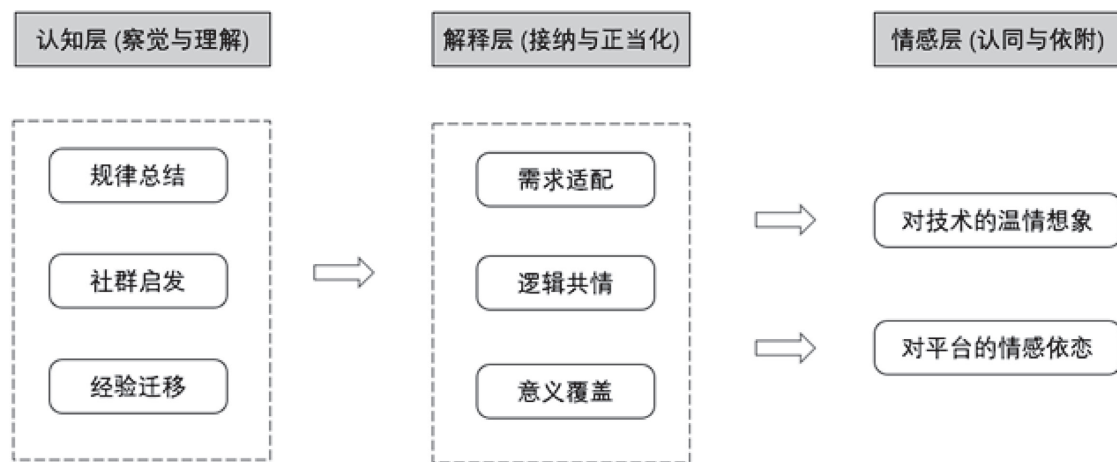 认知层 (察觉与理解)
解释层 (接纳与正当化)
情感层 (认同与依附)
规律总结
社群启发
经验迁移
需求适配
逻辑共情
意义覆盖
对技术的温情想象
对平台的情感依恋